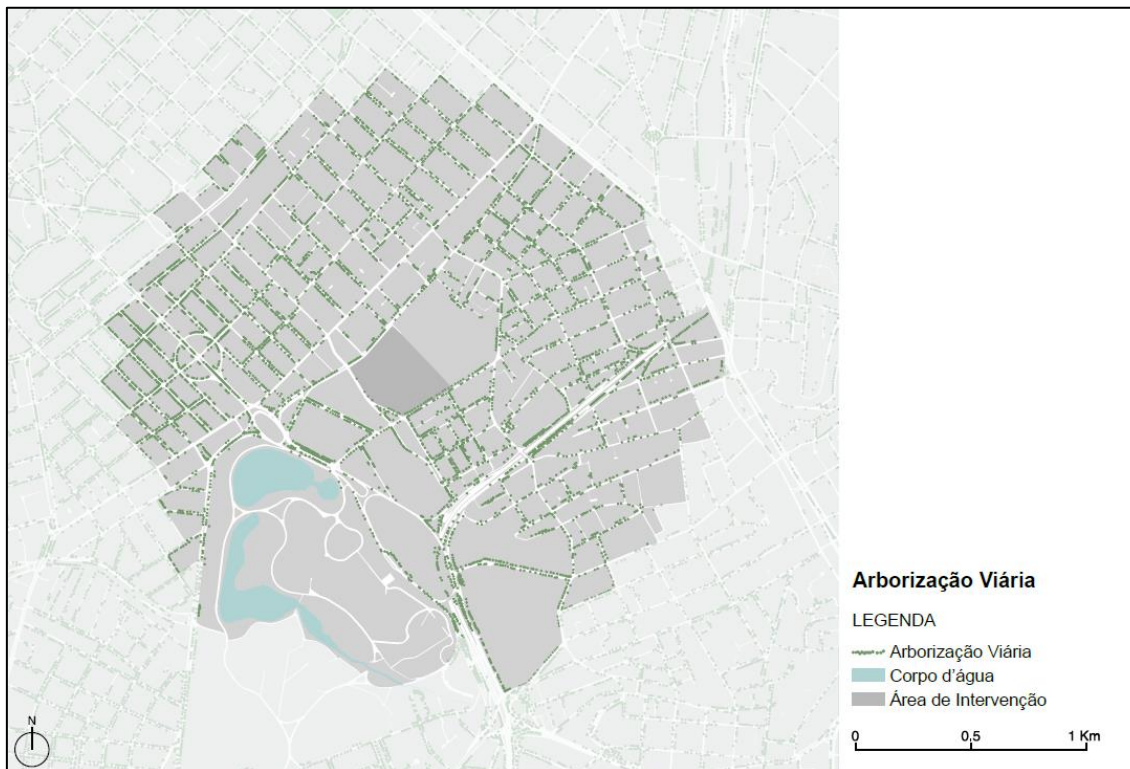 Arborização Viária
LEGENDA
Arborização Viária
Corpo d'água
Área de Intervenção
N
0 0,5 1 Km